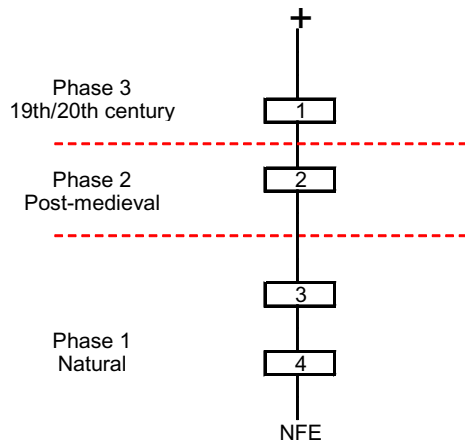 +
Phase 3
19th/20th century
1
Phase 2
Post-medieval
2
3
Phase 1
Natural
4
NFE